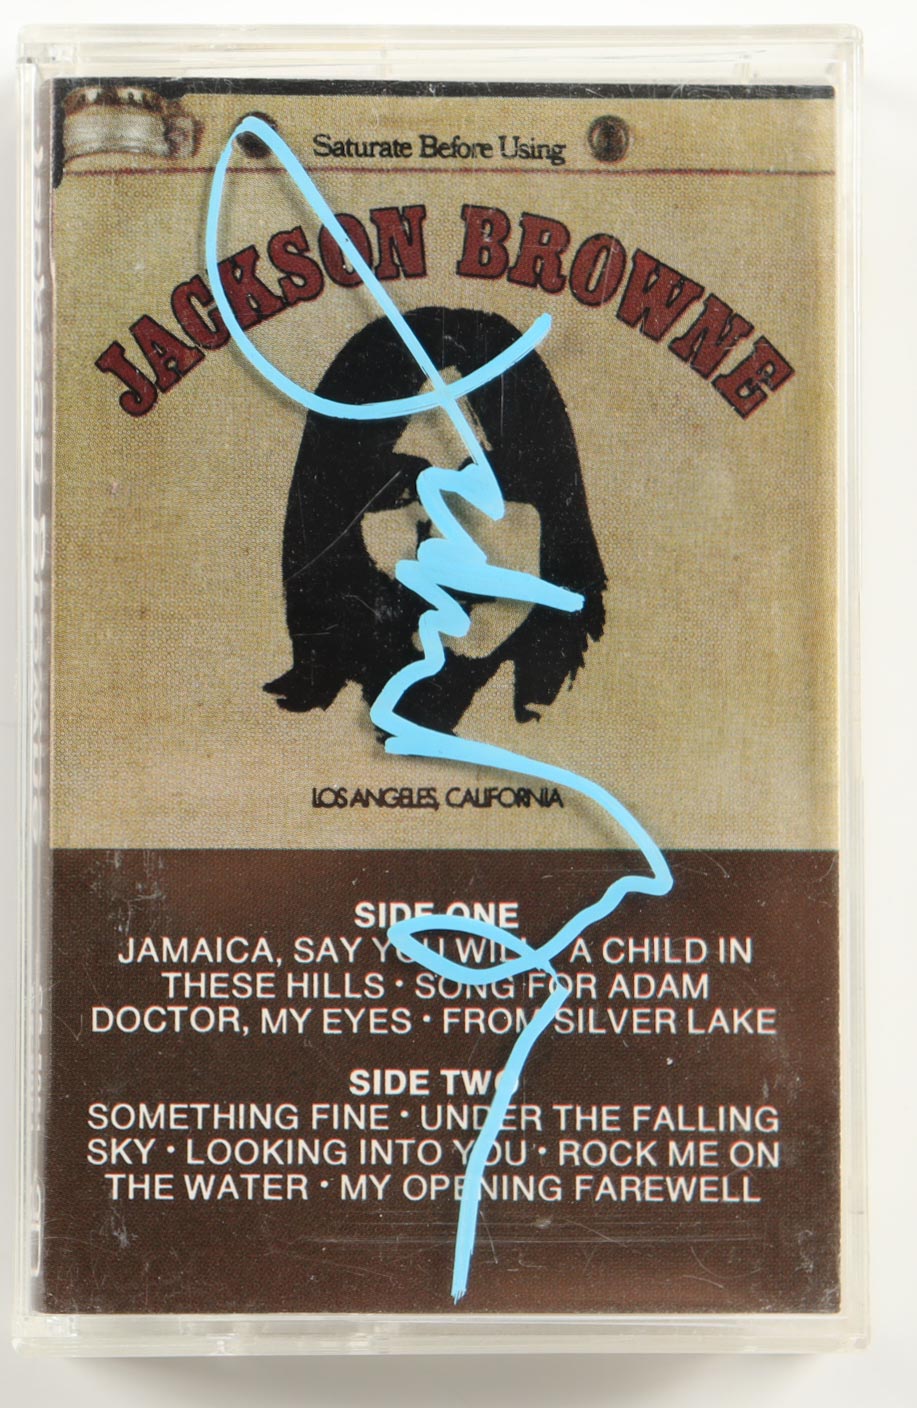 Saturate Before Using
JACKSON BROWNE
LOS ANGELES, CALIFORNIA
SIDE ONE
JAMAICA, SAY YOU WILL · A CHILD IN
THESE HILLS · SONG FOR ADAM
DOCTOR, MY EYES · FROM SILVER LAKE
SIDE TWO
SOMETHING FINE · UNDER THE FALLING
SKY · LOOKING INTO YOU · ROCK ME ON
THE WATER · MY OPENING FAREWELL